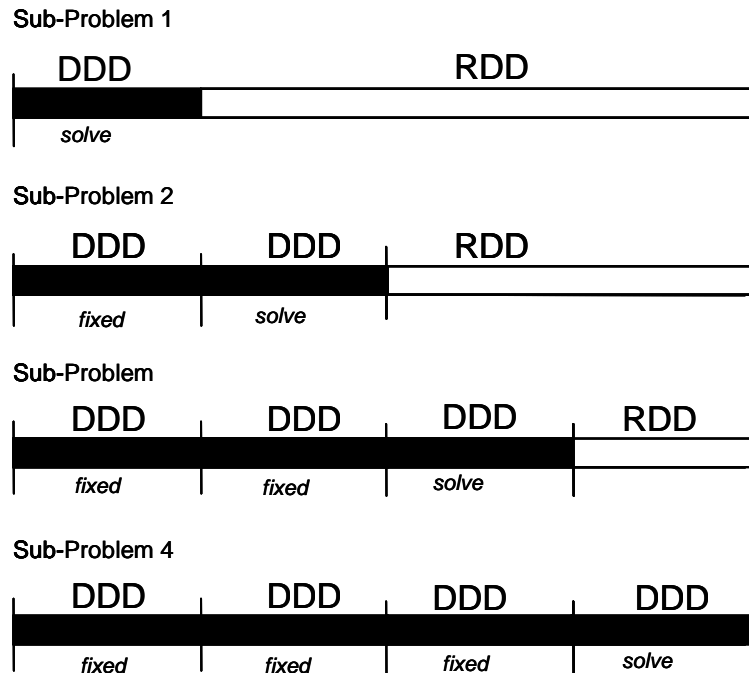 Sub-Problem 1
DDD RDD
solve
Sub-Problem 2
DDD DDD RDD
fixed solve
Sub-Problem
DDD DDD DDD RDD
fixed fixed solve
Sub-Problem 4
DDD DDD DDD DDD
fixed fixed fixed solve